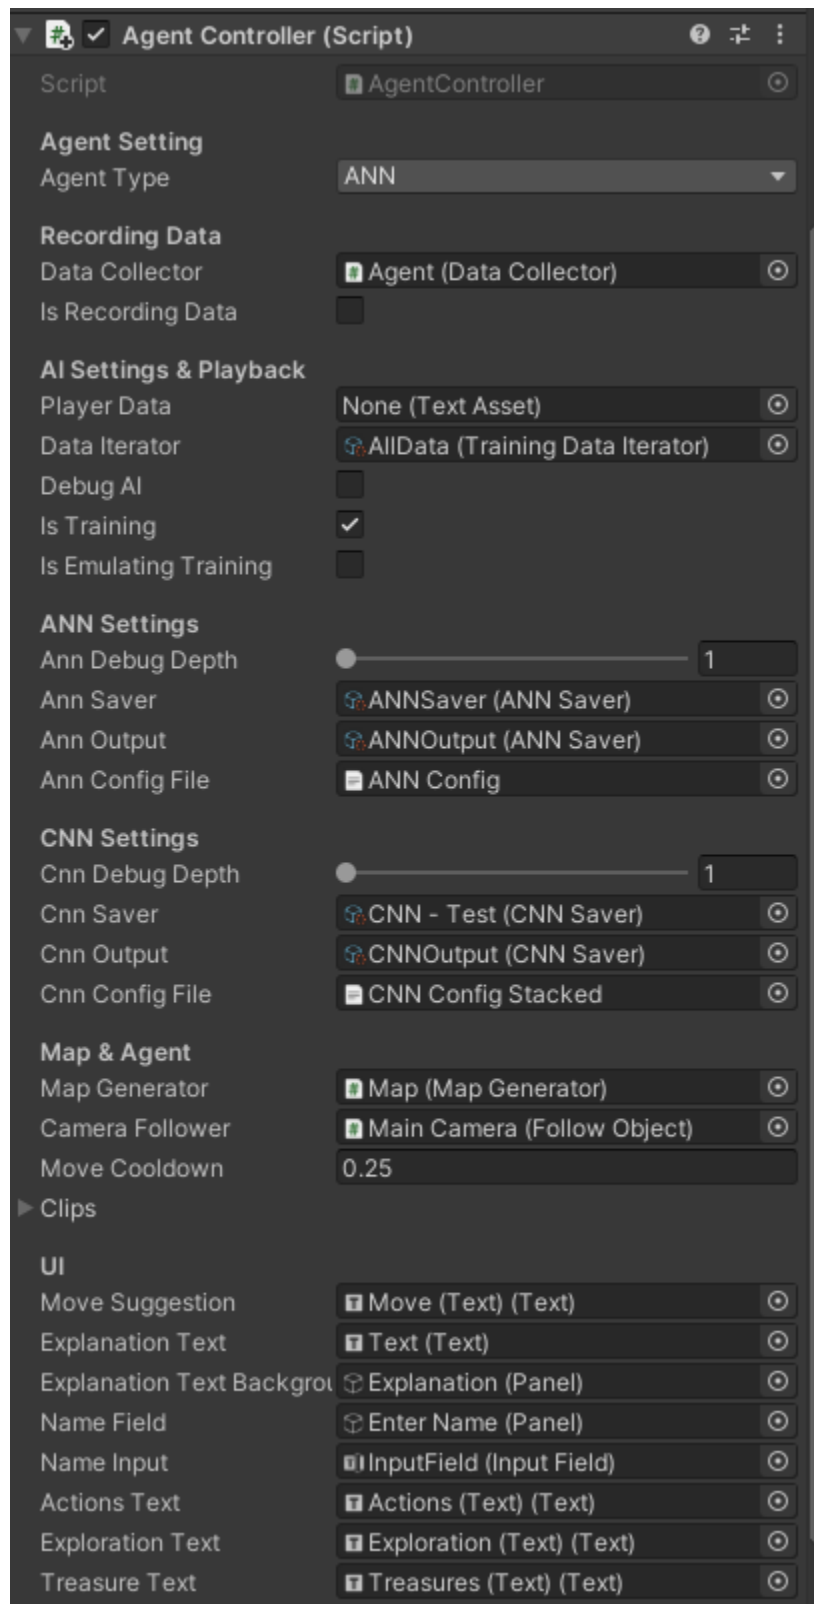 Agent Controller (Script)
Script AgentController
Agent Setting
Agent Type ANN
Recording Data
Data Collector Agent (Data Collector)
Is Recording Data
AI Settings & Playback
Player Data None (Text Asset)
Data Iterator AllData (Training Data Iterator)
Debug AI
Is Training
Is Emulating Training
ANN Settings
Ann Debug Depth 1
Ann Saver ANNSaver (ANN Saver)
Ann Output ANNOutput (ANN Saver)
Ann Config File ANN Config
CNN Settings
Cnn Debug Depth 1
Cnn Saver CNN - Test (CNN Saver)
Cnn Output CNNOutput (CNN Saver)
Cnn Config File CNN Config Stacked
Map & Agent
Map Generator Map (Map Generator)
Camera Follower Main Camera (Follow Object)
Move Cooldown 0.25
Clips
UI
Move Suggestion Move (Text) (Text)
Explanation Text Text (Text)
Explanation Text Backgrou Explanation (Panel)
Name Field Enter Name (Panel)
Name Input InputField (Input Field)
Actions Text Actions (Text) (Text)
Exploration Text Exploration (Text) (Text)
Treasure Text Treasures (Text) (Text)